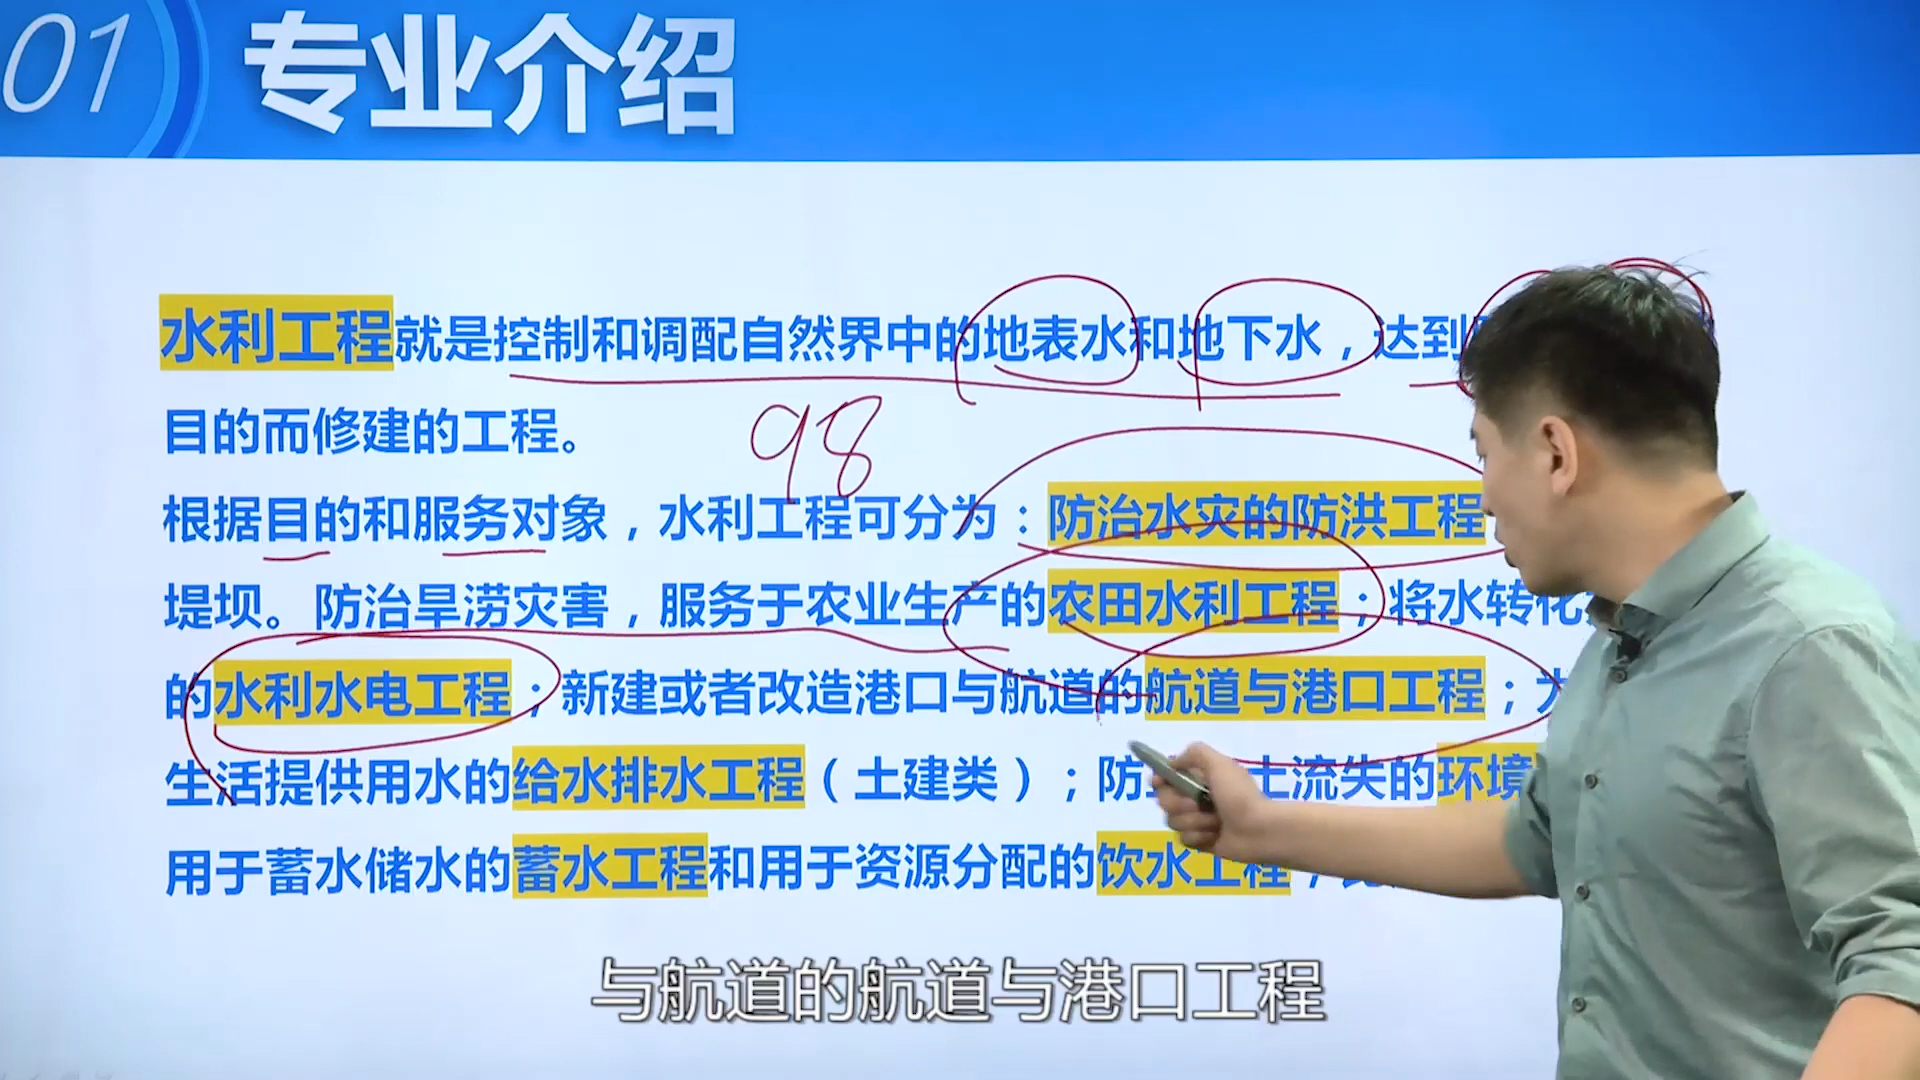 01 专业介绍
水利工程就是控制和调配自然界中的地表水和地下水，达到
目的而修建的工程。
98
根据目的和服务对象，水利工程可分为：防治水灾的防洪工程
堤坝。防治旱涝灾害，服务于农业生产的农田水利工程；将水转化
的水利水电工程；新建或者改造港口与航道的航道与港口工程；
生活提供用水的给水排水工程（土建类）；防 土流失的环境
用于蓄水储水的蓄水工程和用于资源分配的饮水工程，
与航道的航道与港口工程